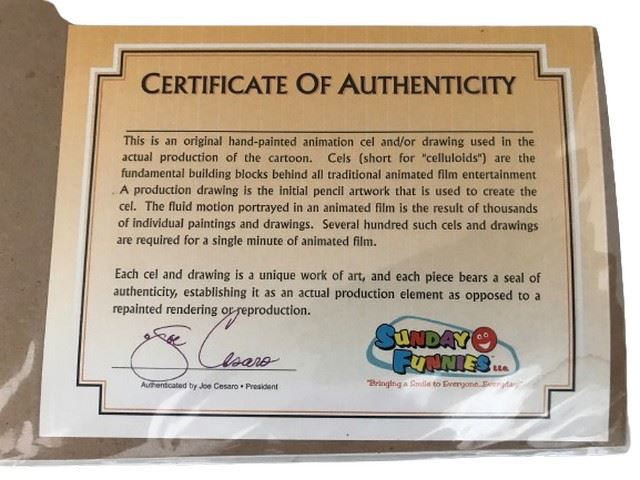 CERTIFICATE OF AUTHENTICITY
This is an original hand-painted animation cel and/or drawing used in the
actual production of the cartoon. Cels (short for "celluloids") are the
fundamental building blocks behind all traditional animated film entertainment
A production drawing is the initial pencil artwork that is used to create the
cel. The fluid motion portrayed in an animated film is the result of thousands
of individual paintings and drawings. Several hundred such cels and drawings
are required for a single minute of animated film.
Each cel and drawing is a unique work of art, and each piece bears a seal of
authenticity, establishing it as an actual production element as opposed to a
repainted rendering or reproduction.
Joe Cesaro
Authenticated by Joe Cesaro • President
SUNDAY
FUNNIES LLC
"Bringing a Smile to Everyone...Everyday"